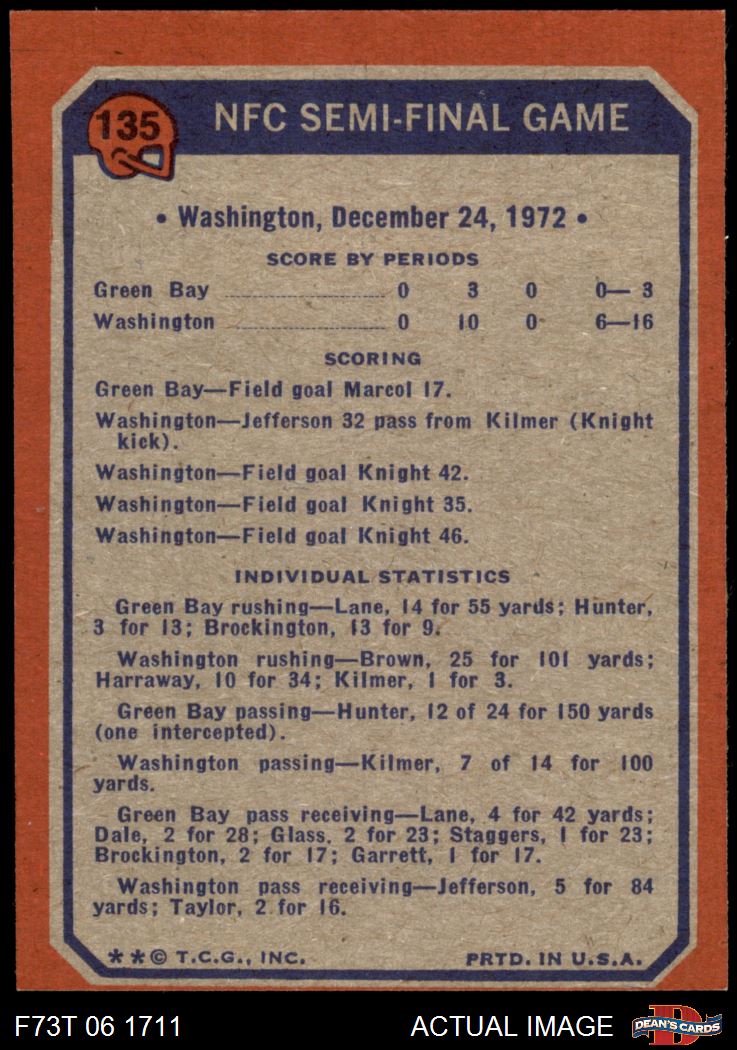 135
NFC SEMI-FINAL GAME
• Washington, December 24, 1972 •
SCORE BY PERIODS
Green Bay ........................ 0 3 0 0— 3
Washington ...................... 0 10 0 6—16
SCORING
Green Bay—Field goal Marcol 17.
Washington—Jefferson 32 pass from Kilmer (Knight
kick).
Washington—Field goal Knight 42.
Washington—Field goal Knight 35.
Washington—Field goal Knight 46.
INDIVIDUAL STATISTICS
Green Bay rushing—Lane, 14 for 55 yards; Hunter,
3 for 13; Brockington, 13 for 9.
Washington rushing—Brown, 25 for 101 yards;
Harraway, 10 for 34; Kilmer, 1 for 3.
Green Bay passing—Hunter, 12 of 24 for 150 yards
(one intercepted).
Washington passing—Kilmer, 7 of 14 for 100
yards.
Green Bay pass receiving—Lane, 4 for 42 yards;
Dale, 2 for 28; Glass, 2 for 23; Staggers, 1 for 23;
Brockington, 2 for 17; Garrett, 1 for 17.
Washington pass receiving—Jefferson, 5 for 84
yards; Taylor, 2 for 16.
**© T.C.G., INC. PRTD. IN U.S.A.
F73T 06 1711 ACTUAL IMAGE D DEAN'S CARDS